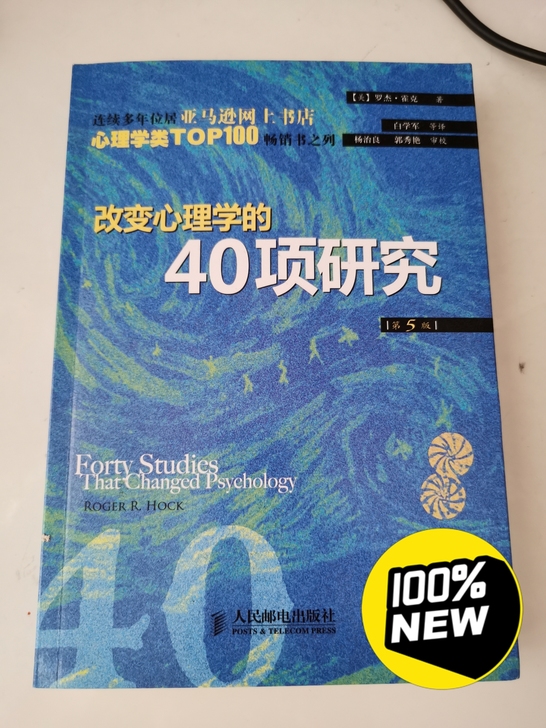 【美】罗杰·霍克 著
连续多年位居 亚马逊网上书店
白学军 等译
心理学类TOP100 畅销书之列
杨治良 郭秀艳 审校
改变心理学的
40项研究
第5版
Forty Studies
That Changed Psychology
ROGER R. HOCK
40
人民邮电出版社
POSTS & TELECOM PRESS
100%
NEW